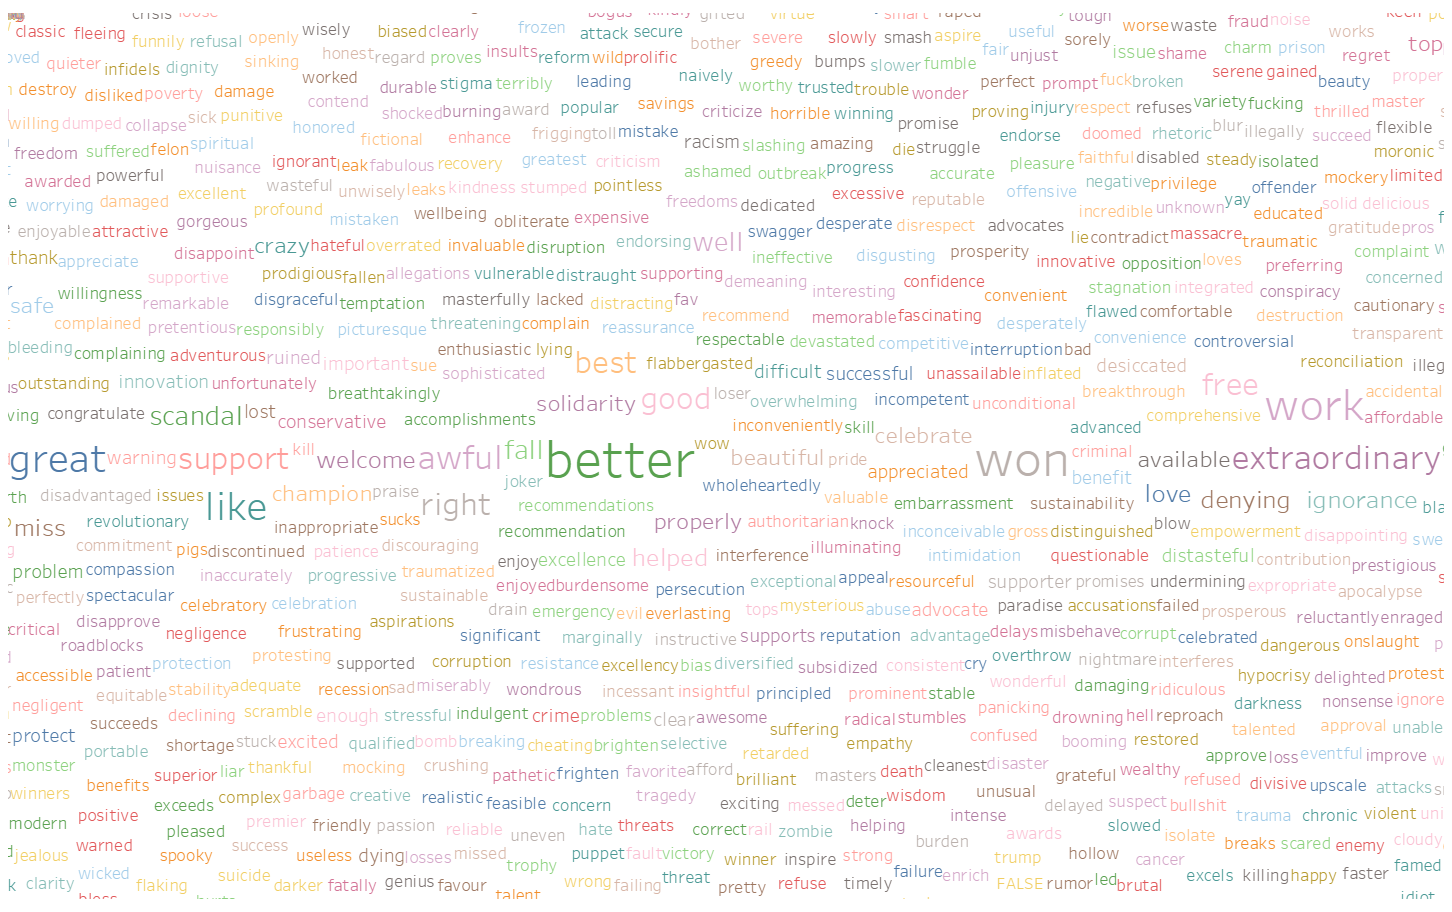 crisis loose bogus kindly gifted virtue smart raped tough keen
classic fleeing funnily refusal openly wisely biased clearly frozen attack secure bother severe slowly smash aspire fair useful unjust sorely worse waste fraud noise charm prison works regret top
quieter infidels dignity sinking honest regard proves insults reform wild prolific naively greedy bumps slower fumble issue shame serene gained beauty proper
destroy disliked poverty damage worked contend durable stigma terribly leading savings worthy trusted trouble wonder perfect prompt fuck broken variety fucking thrilled master
willing dumped collapse sick punitive honored shocked burning award popular criticize horrible winning promise proving injury respect refuses blur illegally succeed flexible
freedom suffered felon spiritual fictional enhance frigging toll mistake racism slashing amazing die struggle endorse doomed rhetoric moronic
awarded powerful nuisance ignorant leak fabulous recovery greatest criticism ashamed outbreak progress accurate pleasure faithful disabled steady isolated mockery limited
worrying damaged excellent wasteful unwisely leaks kindness stumped pointless freedoms dedicated excessive reputable offensive negative privilege offender yay solid delicious
enjoyable attractive gorgeous profound mistaken wellbeing obliterate expensive swagger desperate disrespect advocates incredible unknown educated gratitude pros
thank appreciate disappoint crazy hateful overrated invaluable disruption endorsing well ineffective disgusting prosperity lie contradict massacre traumatic complaint
supportive prodigious fallen allegations vulnerable distraught supporting demeaning confidence innovative opposition loves preferring concerned
safe willingness remarkable disgraceful temptation masterfully lacked distracting fav interesting convenient stagnation integrated conspiracy cautionary
complained pretentious responsibly picturesque threatening complain reassurance recommend memorable fascinating desperately flawed comfortable destruction transparent
bleeding complaining adventurous ruined important sue enthusiastic lying best flabbergasted respectable devastated competitive interruption bad convenience controversial reconciliation
outstanding innovation unfortunately breathtakingly sophisticated difficult successful unassailable inflated desiccated breakthrough free accidental
congratulate scandal lost conservative accomplishments solidarity good loser overwhelming incompetent unconditional comprehensive work affordable
great warning support kill welcome awful fall better wow inconveniently skill celebrate beautiful pride appreciated won advanced criminal benefit available extraordinary
disadvantaged issues like champion praise right joker recommendations wholeheartedly valuable embarrassment sustainability love denying ignorance
miss revolutionary inappropriate sucks recommendation properly authoritarian knock inconceivable gross distinguished blow empowerment disappointing
commitment pigs discontinued patience discouraging enjoy excellence helped interference illuminating intimidation questionable distasteful contribution prestigious
problem compassion inaccurately progressive traumatized enjoyed burdensome persecution exceptional appeal resourceful supporter promises undermining expropriate apocalypse
perfectly spectacular celebratory celebration sustainable drain emergency evil everlasting tops mysterious abuse advocate paradise accusations failed prosperous reluctantly enraged
critical disapprove negligence frustrating aspirations significant marginally instructive supports reputation advantage delays misbehave corrupt celebrated dangerous onslaught
roadblocks protection protesting supported corruption resistance excellency bias diversified subsidized consistent cry overthrow nightmare interferes hypocrisy delighted protest
accessible patient equitable stability adequate recession sad miserably wondrous incessant insightful principled prominent stable wonderful damaging ridiculous darkness nonsense ignore
negligent succeeds declining scramble enough stressful indulgent crime problems clear awesome suffering radical stumbles panicking drowning hell reproach talented approval unable
protect portable shortage stuck excited qualified bomb breaking cheating brighten selective retarded empathy confused booming restored approve loss eventful improve
monster superior liar thankful mocking crushing pathetic frighten favorite afford brilliant masters death cleanest disaster grateful wealthy refused divisive upscale attacks
winners benefits exceeds complex garbage creative realistic feasible concern tragedy exciting messed deter wisdom unusual delayed suspect bullshit trauma chronic violent
modern positive pleased premier friendly passion reliable uneven hate threats correct rail zombie helping intense awards slowed isolate cloudy
jealous warned spooky success useless dying losses missed trophy puppet fault victory winner inspire strong burden trump hollow cancer breaks scared enemy famed
clarity wicked flaking suicide darker fatally genius favour talent wrong failing threat pretty refuse timely failure enrich FALSE rumor led brutal excels killing happy faster
bless hurts idiot